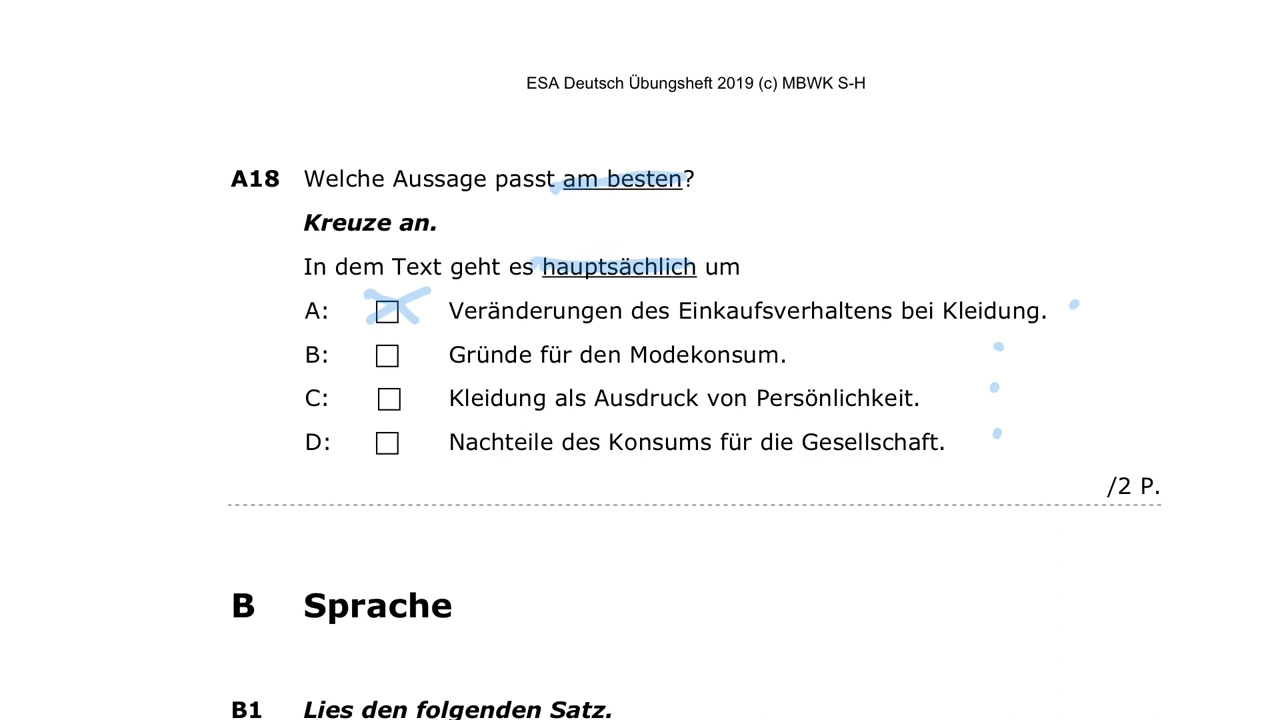 ESA Deutsch Übungsheft 2019 (c) MBWK S-H
A18 Welche Aussage passt am besten?
Kreuze an.
In dem Text geht es hauptsächlich um
A: Veränderungen des Einkaufsverhaltens bei Kleidung.
B: Gründe für den Modekonsum.
C: Kleidung als Ausdruck von Persönlichkeit.
D: Nachteile des Konsums für die Gesellschaft.
/2 P.
B Sprache
B1 Lies den folgenden Satz.